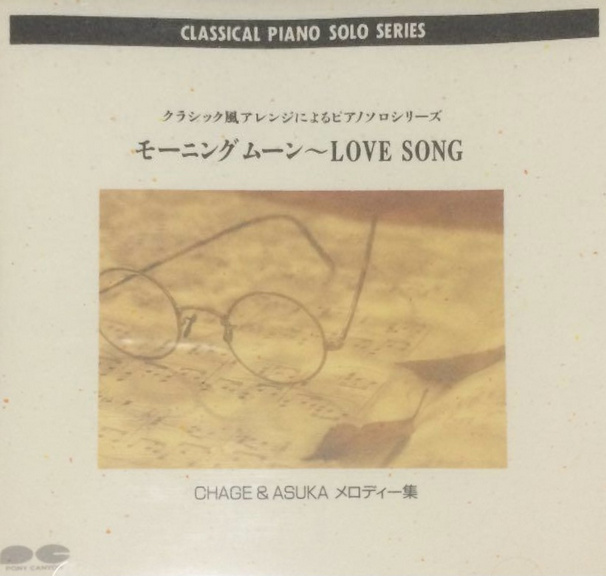 CLASSICAL PIANO SOLO SERIES
クラシック風アレンジによるピアノソロシリーズ
モーニングムーン～LOVE SONG
CHAGE & ASUKA メロディー集
PONY CANYON